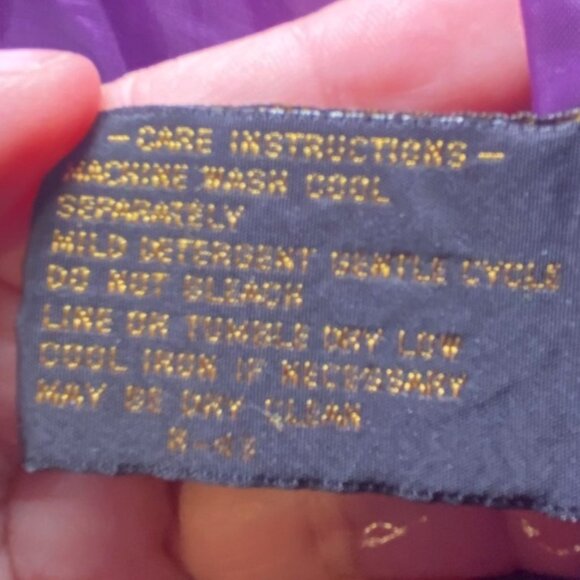 -CARE INSTRUCTIONS-
MACHINE WASH COOL
SEPARATELY
MILD DETERGENT GENTLE CYCLE
DO NOT BLEACH
LINE OR TUMBLE DRY LOW
COOL IRON IF NECESSARY
MAY BE DRY CLEAN